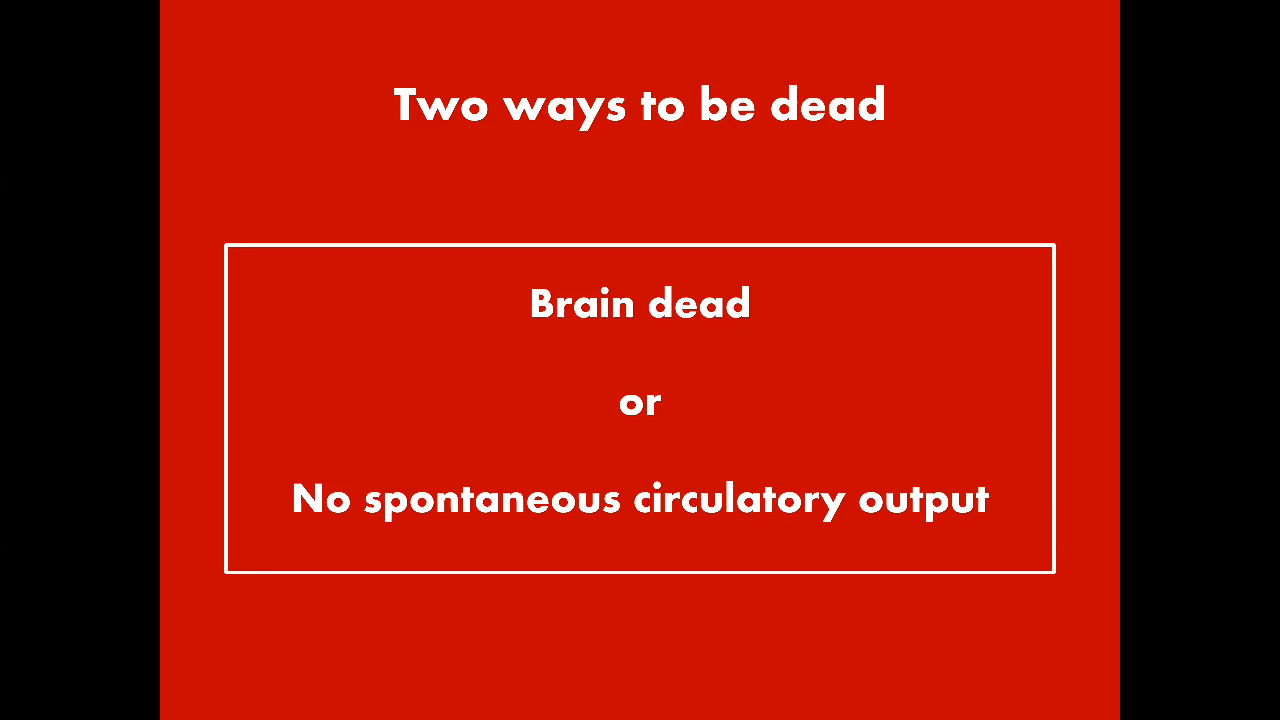 Two ways to be dead
Brain dead
or
No spontaneous circulatory output